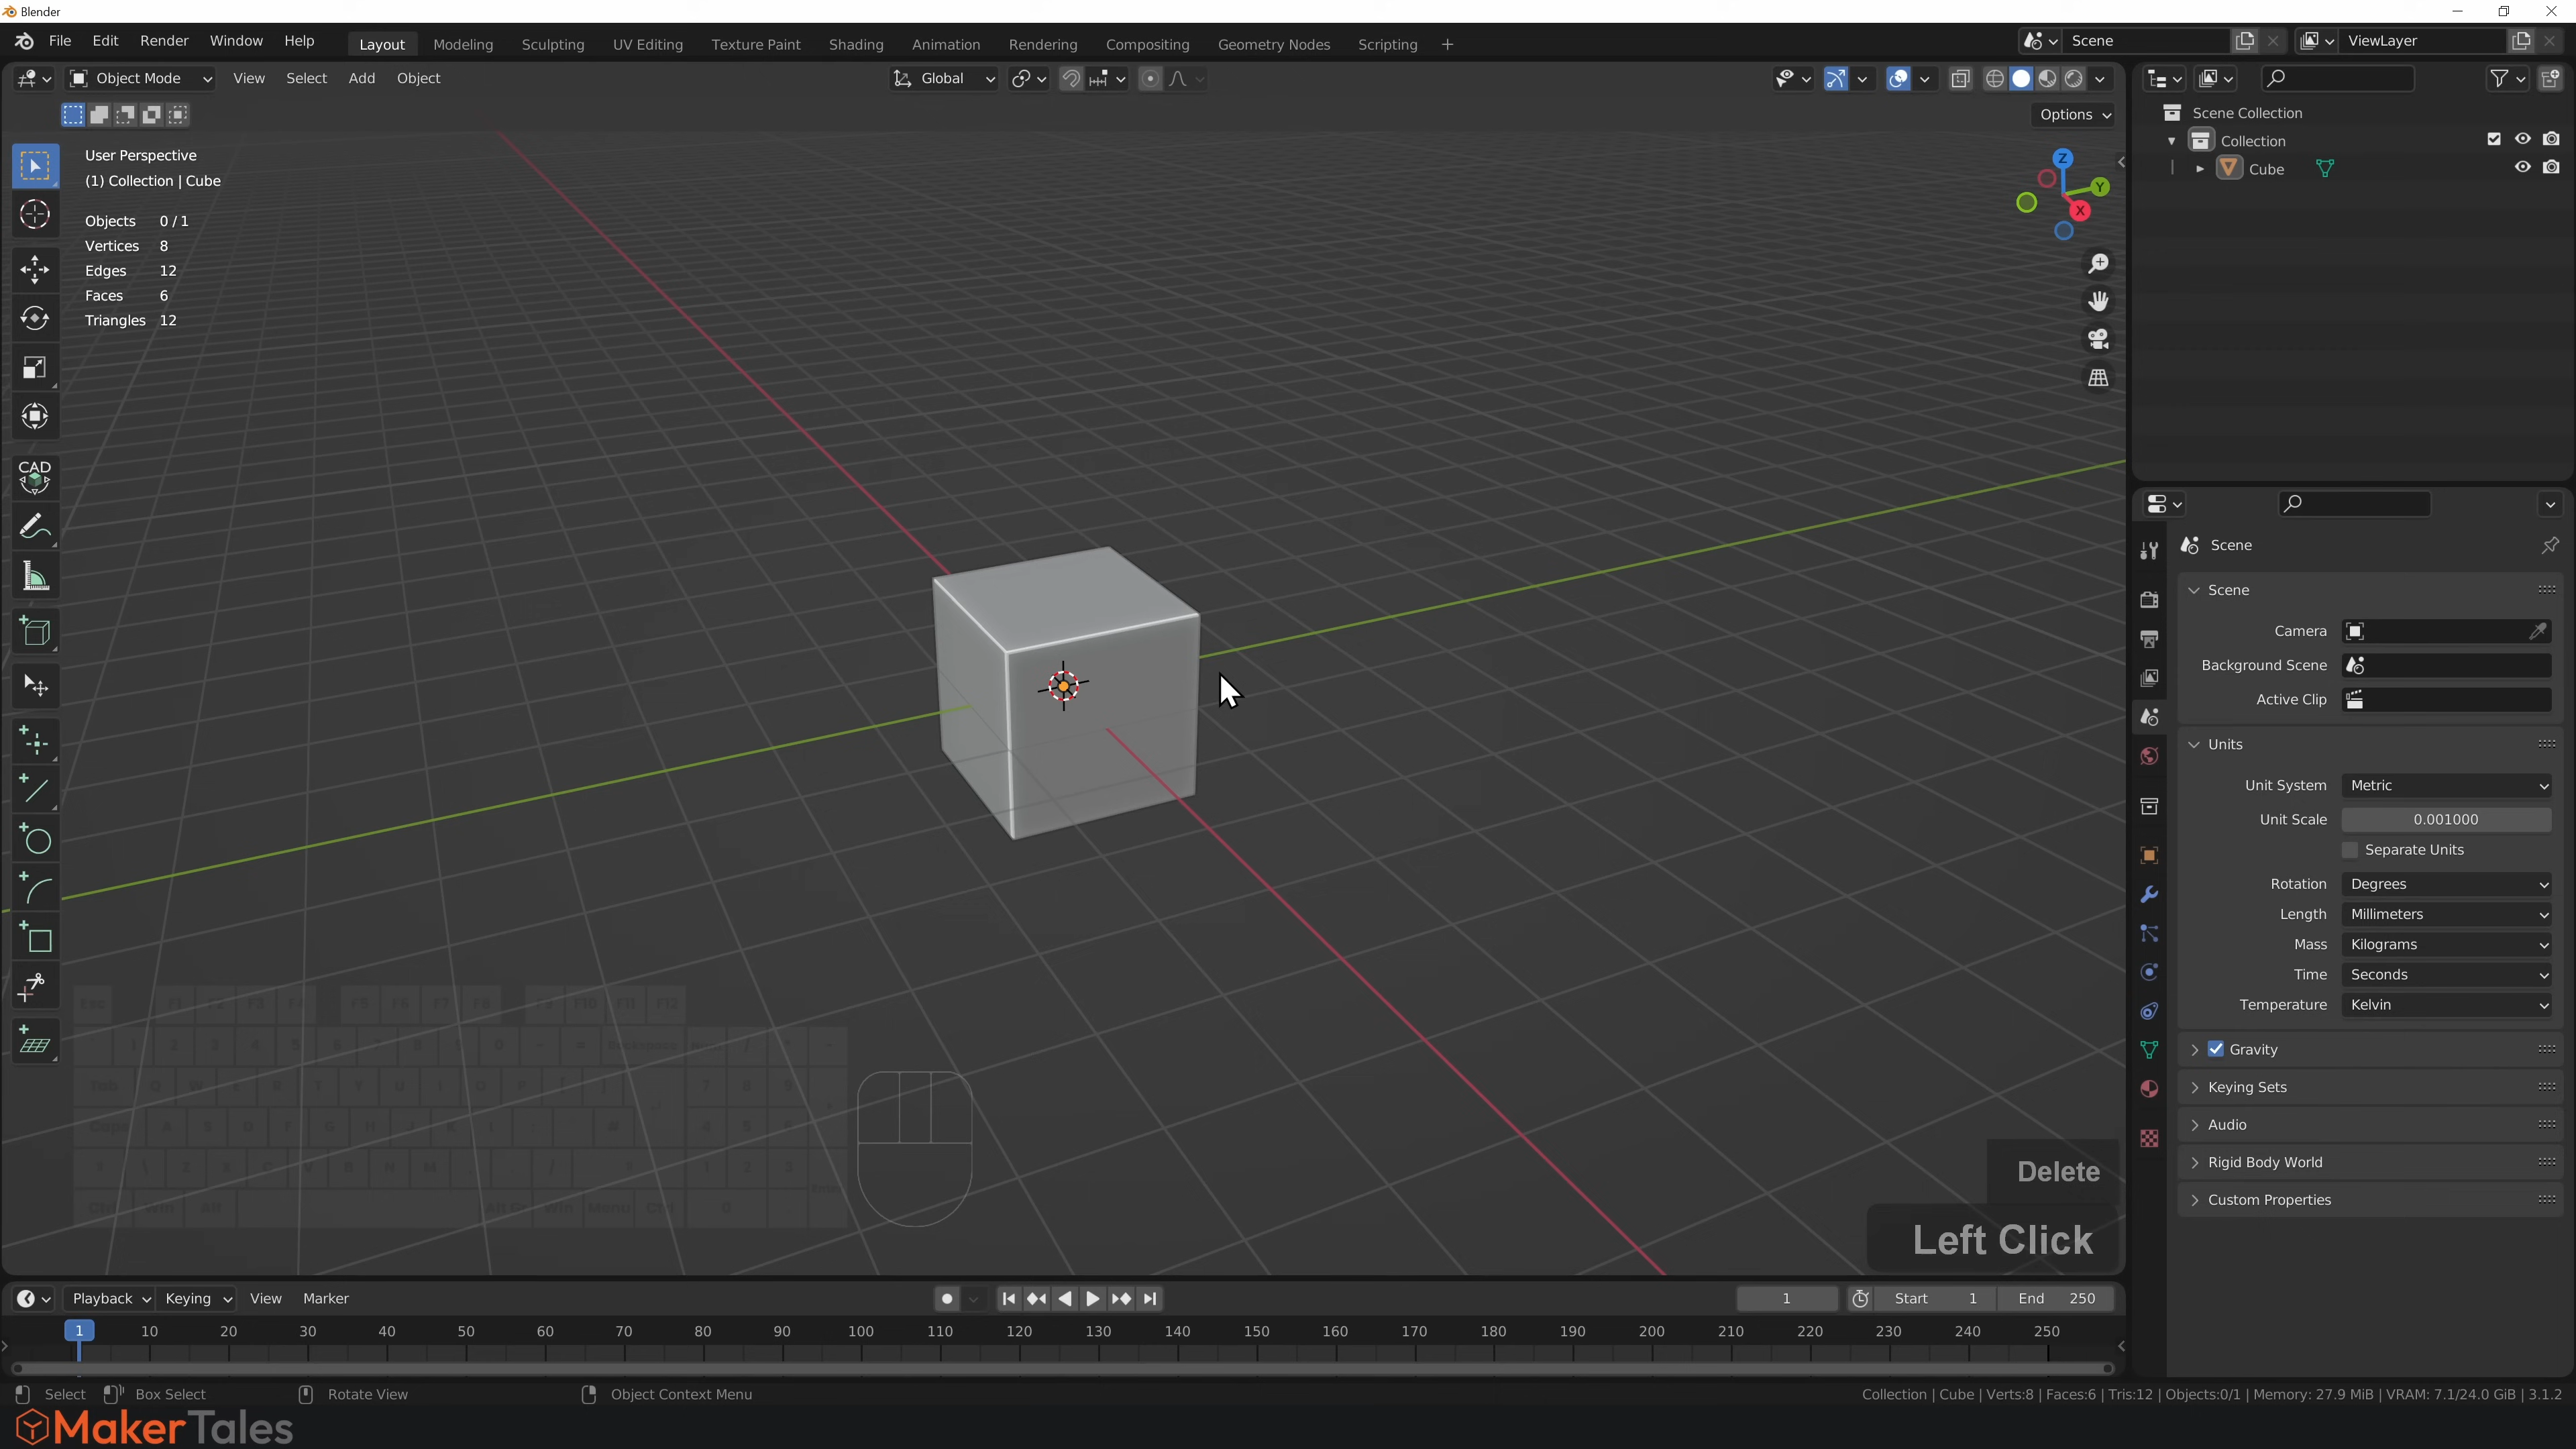 Blender
File Edit Render Window Help Layout Modeling Sculpting UV Editing Texture Paint Shading Animation Rendering Compositing Geometry Nodes Scripting + Scene ViewLayer
Object Mode View Select Add Object Global
Options
User Perspective
(1) Collection | Cube
Objects 0 / 1
Vertices 8
Edges 12
Faces 6
Triangles 12
Z
Y
X
CAD
Scene Collection
Collection
Cube
Scene
Scene
Camera
Background Scene
Active Clip
Units
Unit System Metric
Unit Scale 0.001000
Separate Units
Rotation Degrees
Length Millimeters
Mass Kilograms
Time Seconds
Temperature Kelvin
Gravity
Keying Sets
Audio
Rigid Body World
Custom Properties
Delete
Left Click
Playback Keying View Marker 1 Start 1 End 250
1 10 20 30 40 50 60 70 80 90 100 110 120 130 140 150 160 170 180 190 200 210 220 230 240 250
Select Box Select Rotate View Object Context Menu Collection | Cube | Verts:8 | Faces:6 | Tris:12 | Objects:0/1 | Memory: 27.9 MiB | VRAM: 7.1/24.0 GiB | 3.1.2
MakerTales